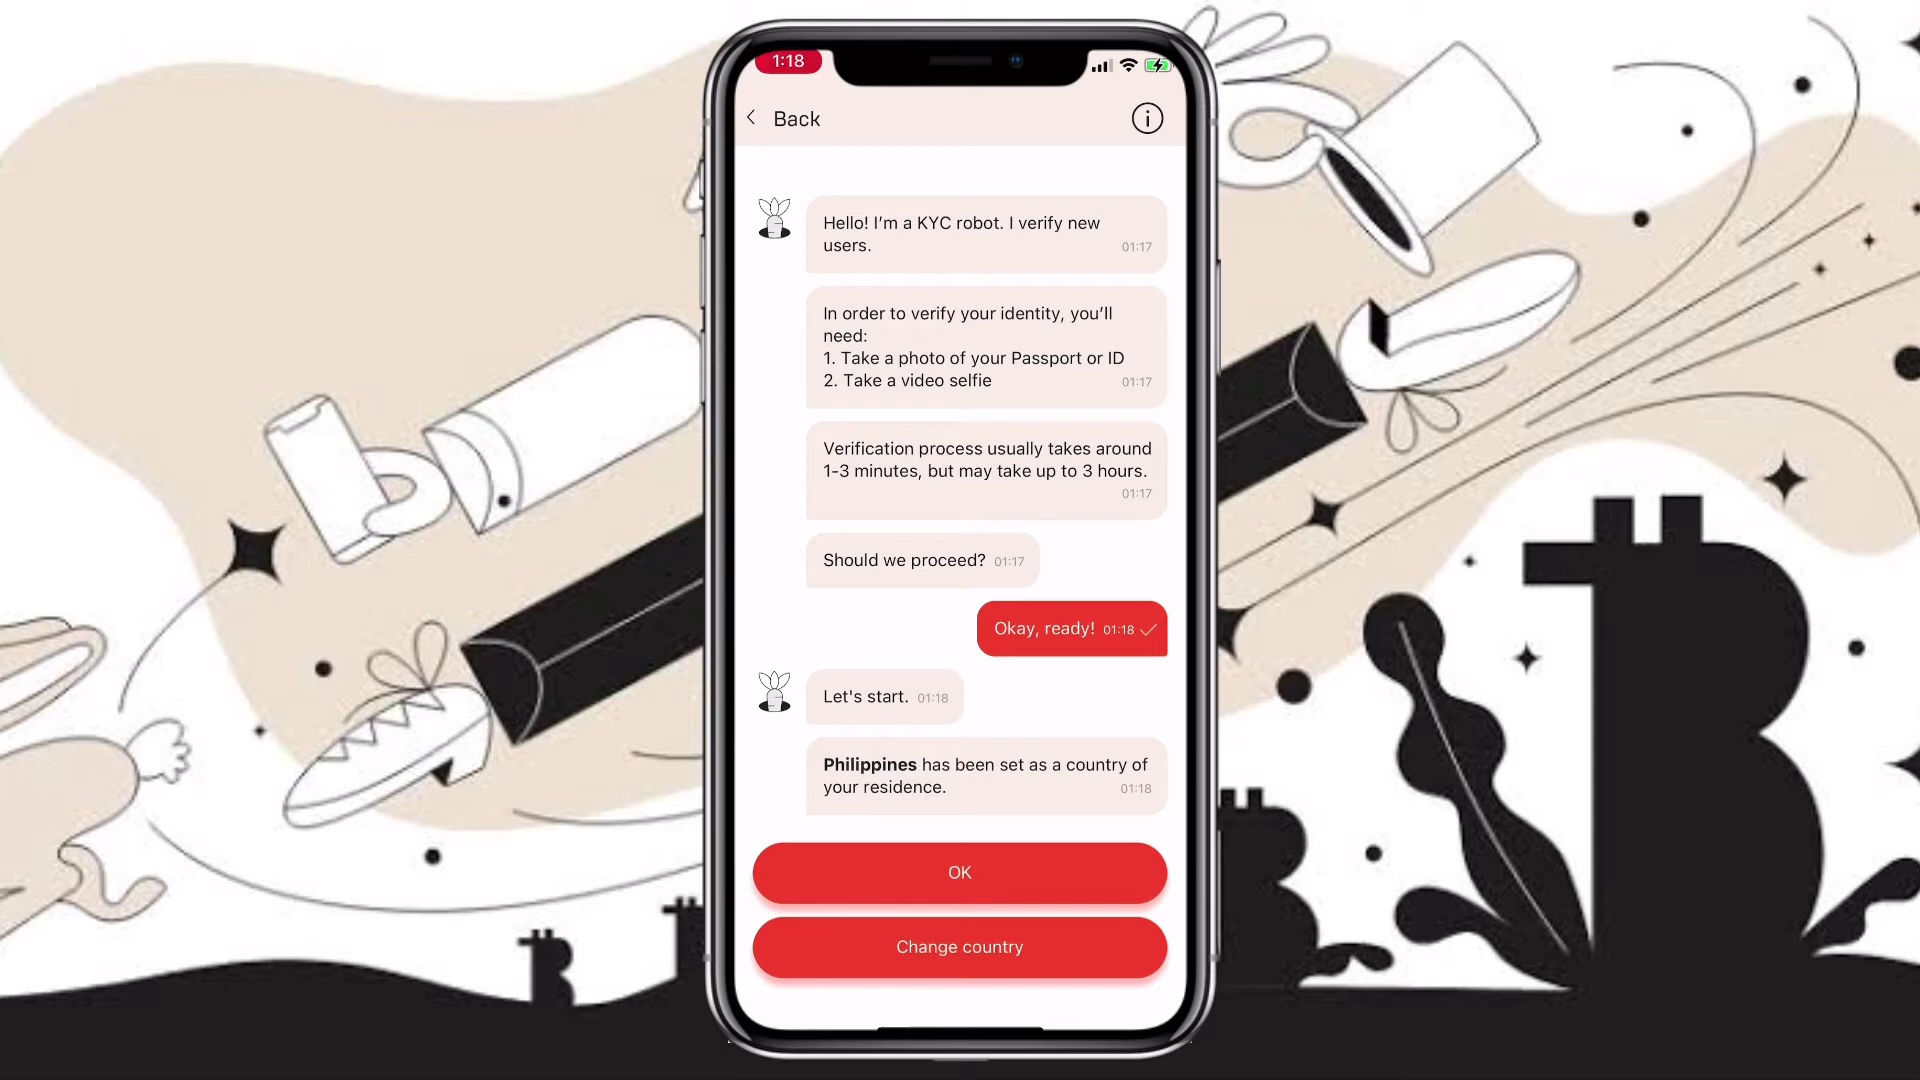 1:18
Back
Hello! I'm a KYC robot. I verify new
users.
01:17
In order to verify your identity, you'll
need:
1. Take a photo of your Passport or ID
2. Take a video selfie
01:17
Verification process usually takes around
1-3 minutes, but may take up to 3 hours.
01:17
Should we proceed? 01:17
Okay, ready! 01:18
Let's start. 01:18
Philippines has been set as a country of
your residence.
01:18
OK
Change country